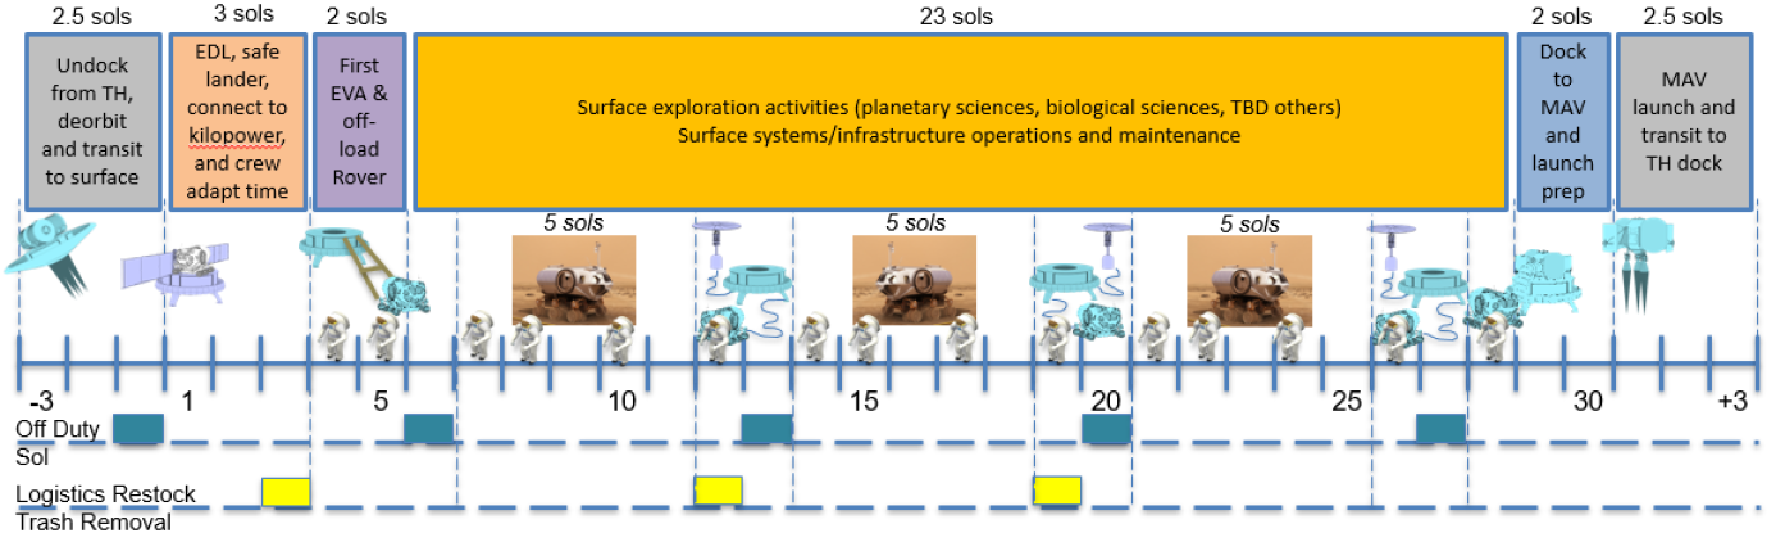 2.5 sols
3 sols
2 sols
23 sols
2 sols
2.5 sols
Undock
from TH,
deorbit
and transit
to surface
EDL, safe
lander,
connect to
kilopower,
and crew
adapt time
First
EVA &
off-
load
Rover
Surface exploration activities (planetary sciences, biological sciences, TBD others)
Surface systems/infrastructure operations and maintenance
Dock
to
MAV
and
launch
prep
MAV
launch and
transit to
TH dock
5 sols
5 sols
5 sols
-3 1 5 10 15 20 25 30 +3
Off Duty
Sol
Logistics Restock
Trash Removal